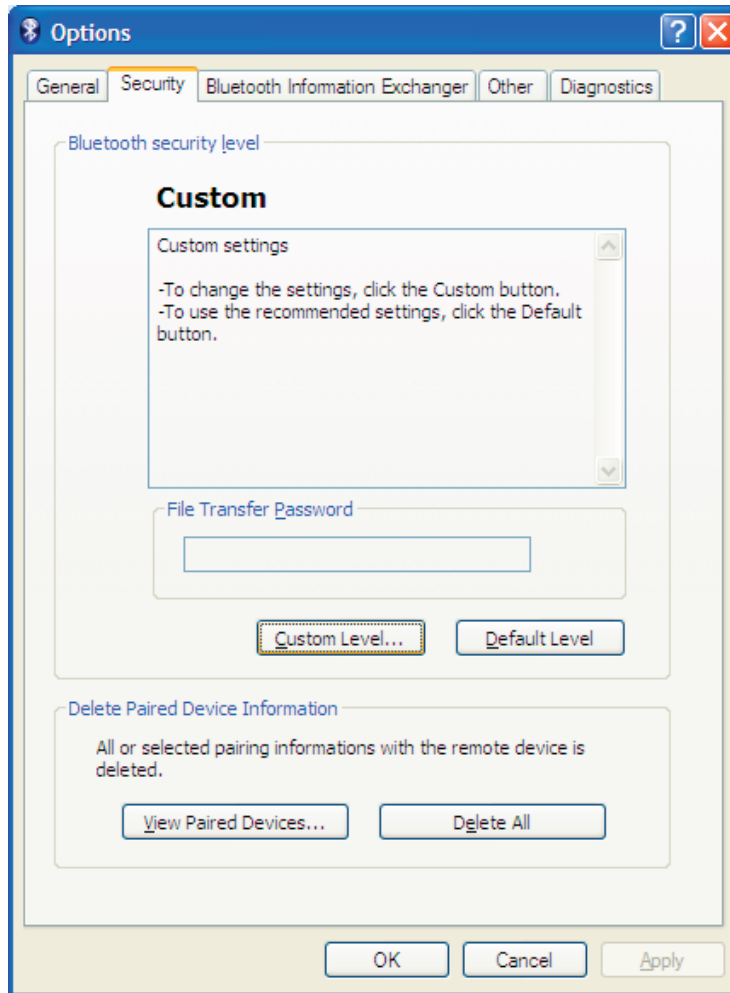 Options
General Security Bluetooth Information Exchanger Other Diagnostics
Bluetooth security level
Custom
Custom settings
-To change the settings, click the Custom button.
-To use the recommended settings, click the Default
button.
File Transfer Password
Custom Level... Default Level
Delete Paired Device Information
All or selected pairing informations with the remote device is
deleted.
View Paired Devices... Delete All
OK Cancel Apply